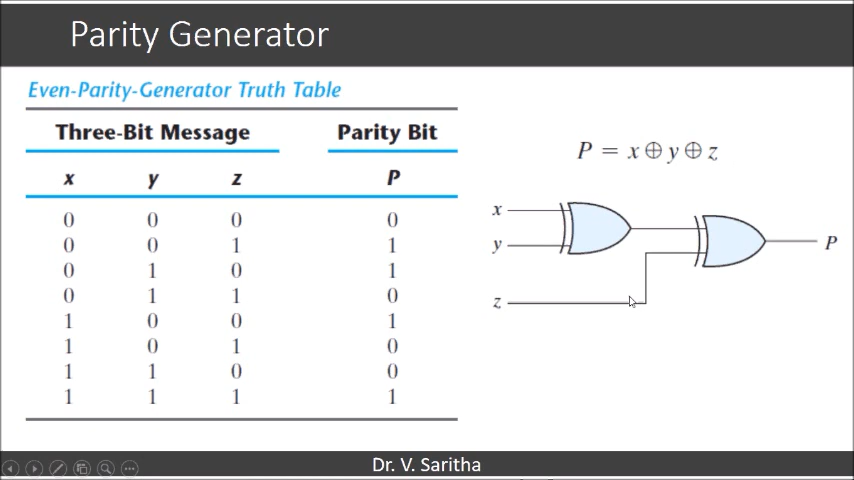 Parity Generator
Even-Parity-Generator Truth Table
Three-Bit Message Parity Bit
x y z P
0 0 0 0
0 0 1 1
0 1 0 1
0 1 1 0
1 0 0 1
1 0 1 0
1 1 0 0
1 1 1 1
P = x ⊕ y ⊕ z
x
y
z
P
Dr. V. Saritha